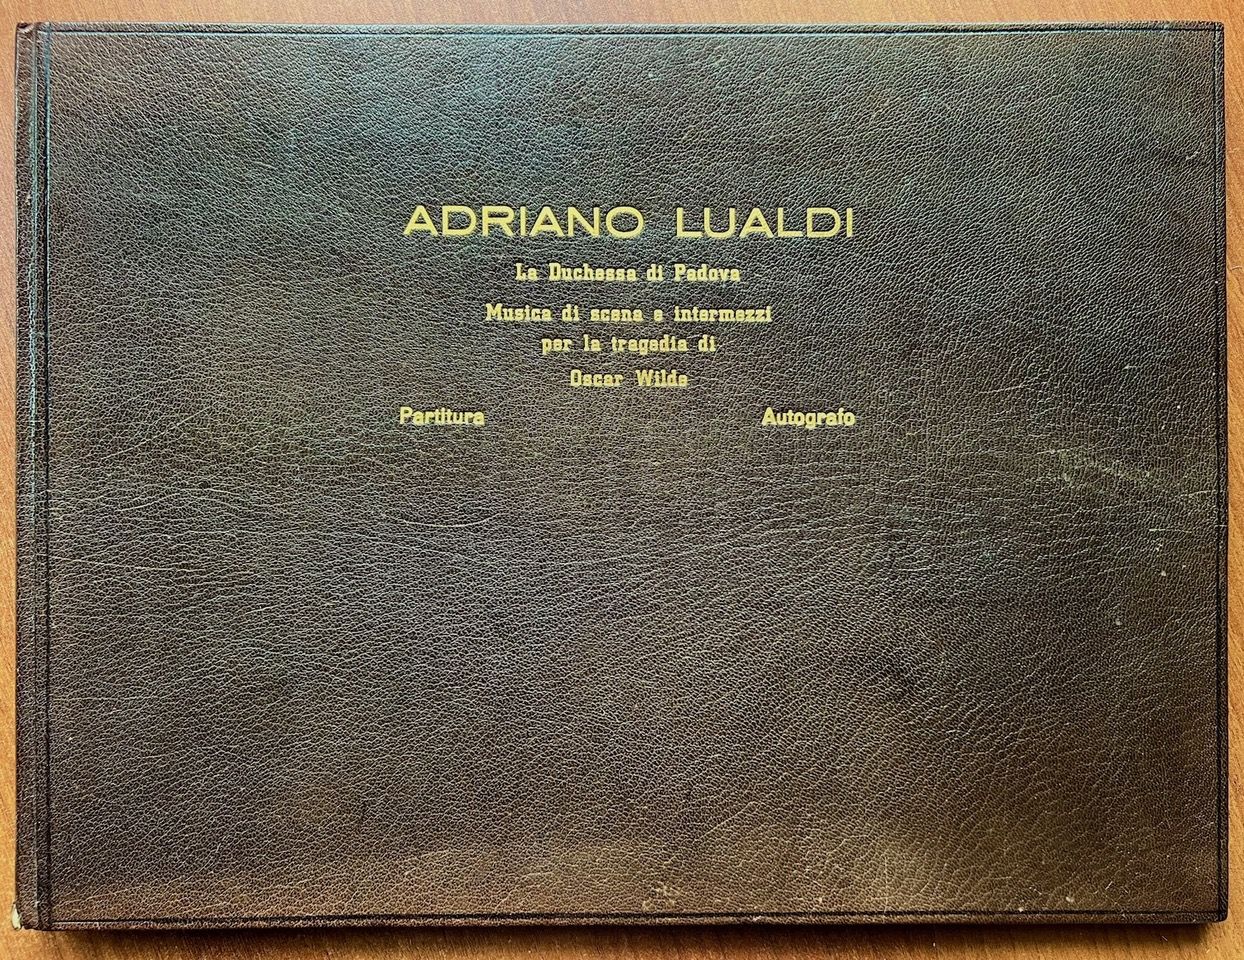 ADRIANO LUALDI
La Duchessa di Padova
Musica di scena e intermezzi
per la tragedia di
Oscar Wilde
Partitura Autografo